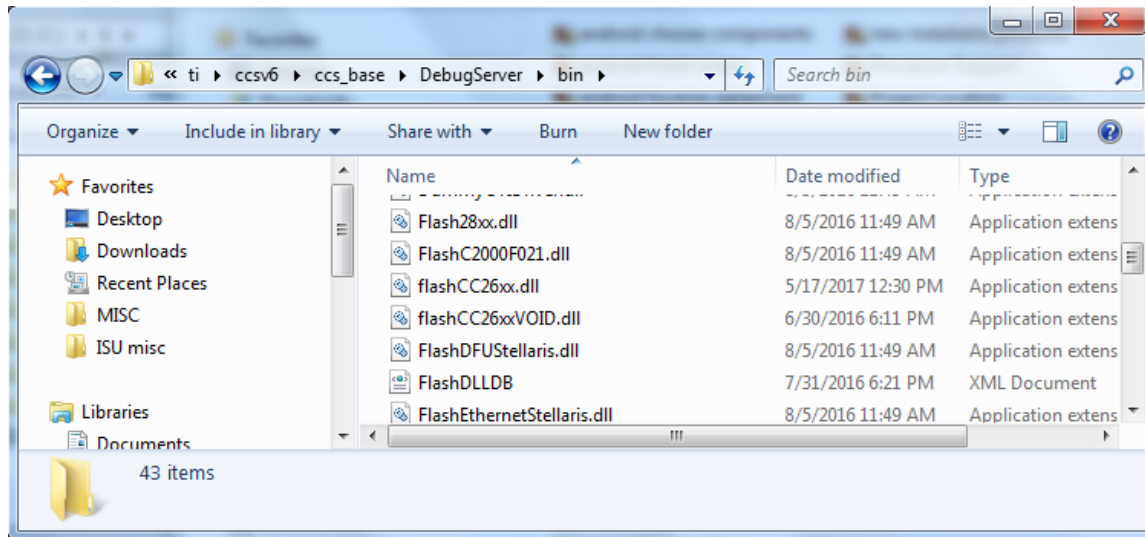 « ti ▸ ccsv6 ▸ ccs_base ▸ DebugServer ▸ bin ▸ Search bin
Organize Include in library Share with Burn New folder
Favorites
Desktop
Downloads
Recent Places
MISC
ISU misc
Libraries
Documents
Name Date modified Type
Flash28xx.dll 8/5/2016 11:49 AM Application extens
FlashC2000F021.dll 8/5/2016 11:49 AM Application extens
flashCC26xx.dll 5/17/2017 12:30 PM Application extens
flashCC26xxVOID.dll 6/30/2016 6:11 PM Application extens
FlashDFUStellaris.dll 8/5/2016 11:49 AM Application extens
FlashDLLDB 7/31/2016 6:21 PM XML Document
FlashEthernetStellaris.dll 8/5/2016 11:49 AM Application extens
43 items